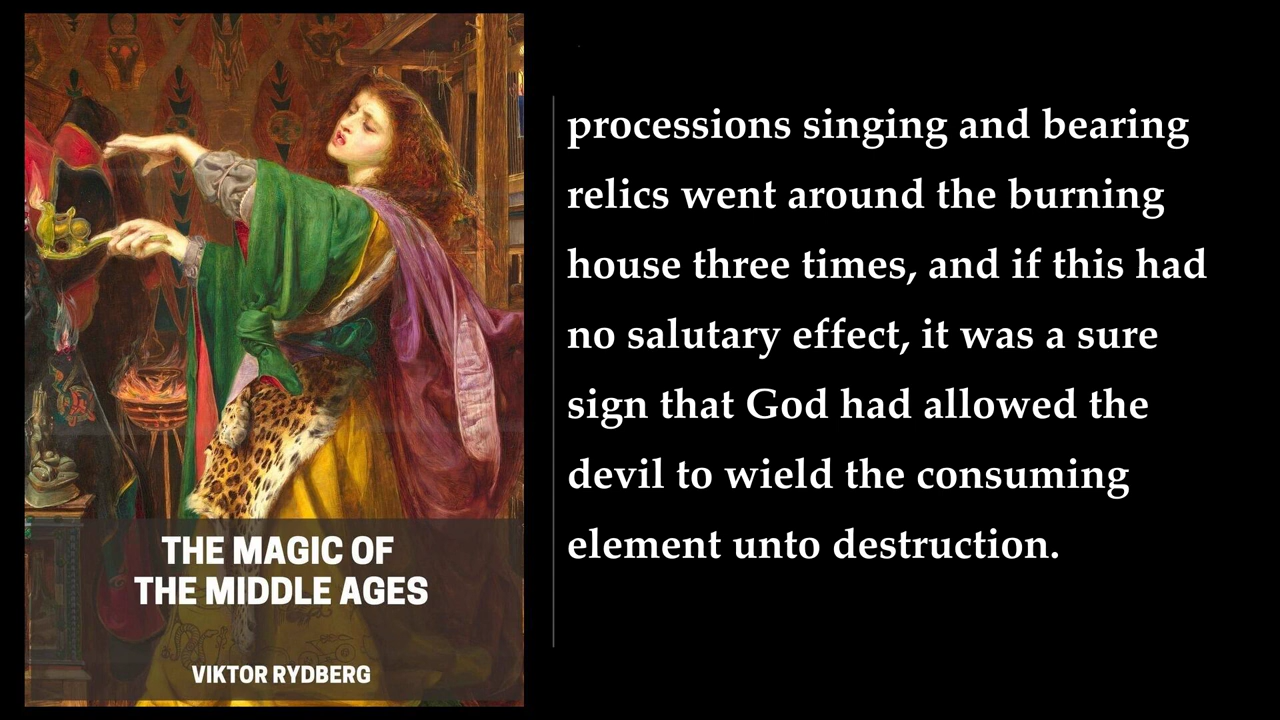 THE MAGIC OF
THE MIDDLE AGES
VIKTOR RYDBERG
processions singing and bearing
relics went around the burning
house three times, and if this had
no salutary effect, it was a sure
sign that God had allowed the
devil to wield the consuming
element unto destruction.